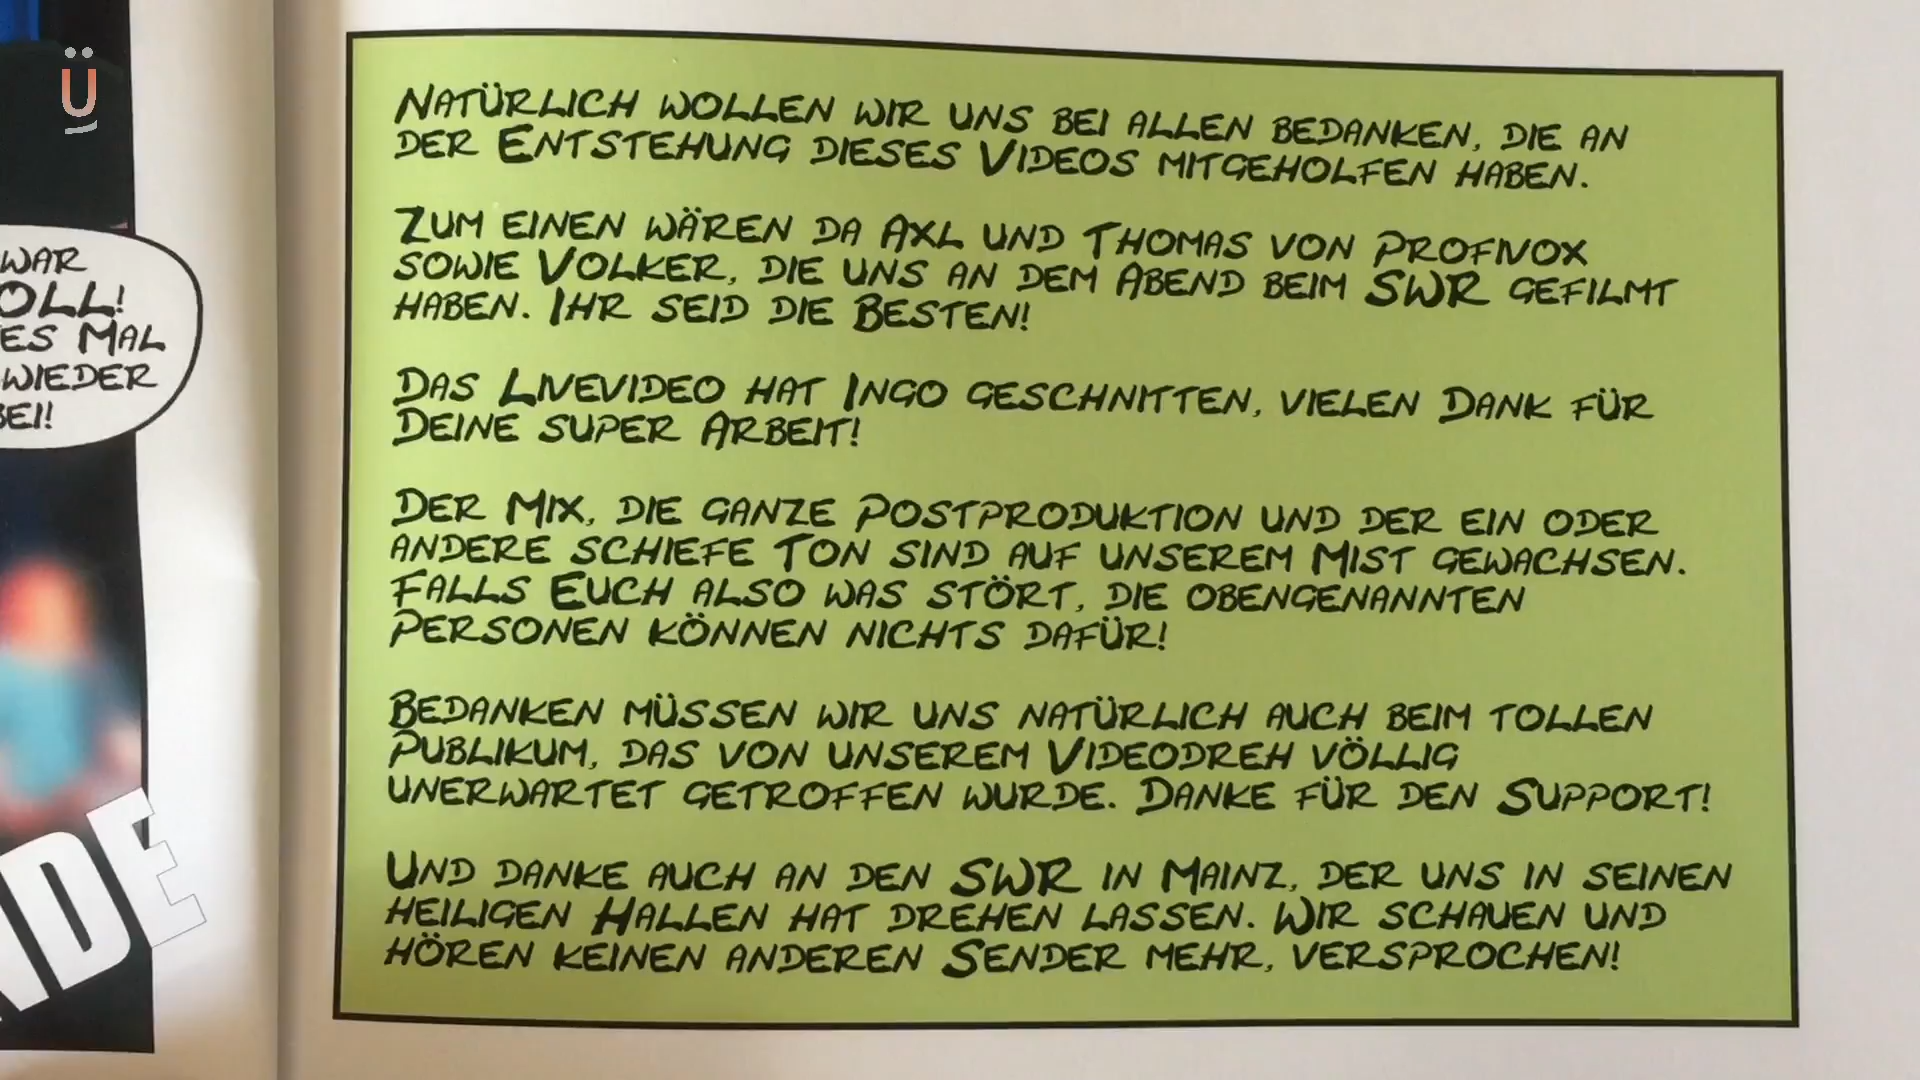 Ü
WAR
OLL!
ES MAL
WIEDER
BEI!
NDE
NATÜRLICH WOLLEN WIR UNS BEI ALLEN BEDANKEN, DIE AN
DER ENTSTEHUNG DIESES VIDEOS MITGEHOLFEN HABEN.
ZUM EINEN WÄREN DA AXL UND THOMAS VON PROFIVOX
SOWIE VOLKER, DIE UNS AN DEM ABEND BEIM SWR GEFILMT
HABEN. IHR SEID DIE BESTEN!
DAS LIVEVIDEO HAT INGO GESCHNITTEN, VIELEN DANK FÜR
DEINE SUPER ARBEIT!
DER MIX, DIE GANZE POSTPRODUKTION UND DER EIN ODER
ANDERE SCHIEFE TON SIND AUF UNSEREM MIST GEWACHSEN.
FALLS EUCH ALSO WAS STÖRT, DIE OBENGENANNTEN
PERSONEN KÖNNEN NICHTS DAFÜR!
BEDANKEN MÜSSEN WIR UNS NATÜRLICH AUCH BEIM TOLLEN
PUBLIKUM, DAS VON UNSEREM VIDEODREH VÖLLIG
UNERWARTET GETROFFEN WURDE. DANKE FÜR DEN SUPPORT!
UND DANKE AUCH AN DEN SWR IN MAINZ, DER UNS IN SEINEN
HEILIGEN HALLEN HAT DREHEN LASSEN. WIR SCHAUEN UND
HÖREN KEINEN ANDEREN SENDER MEHR, VERSPROCHEN!